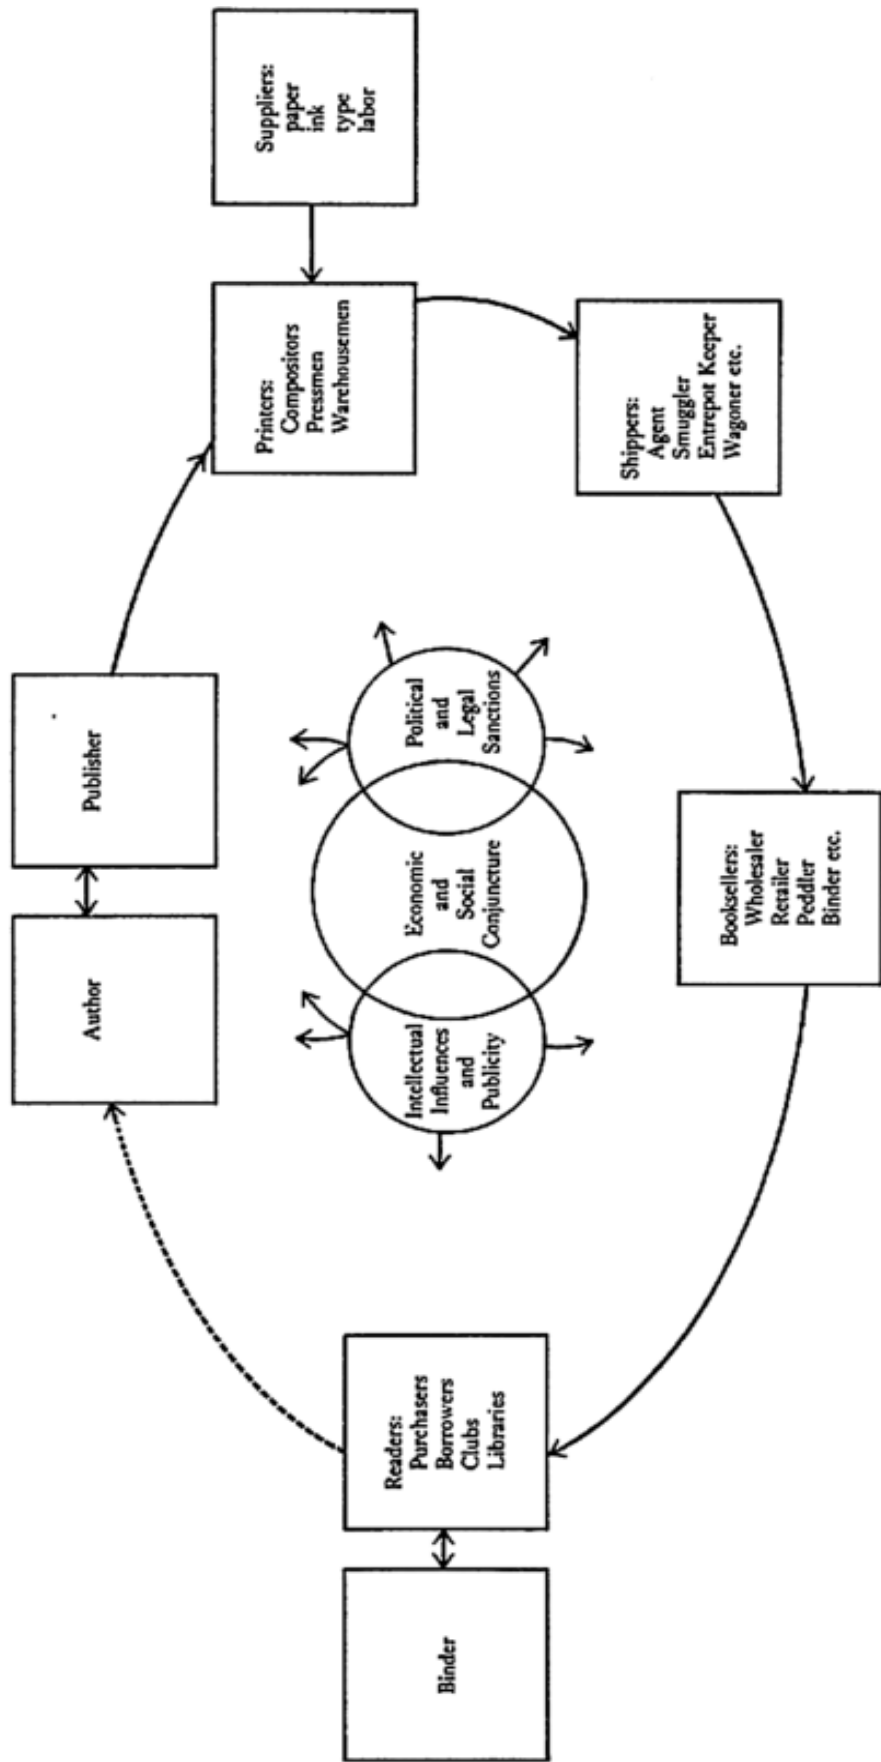 Author
Publisher
Suppliers:
paper
ink
type
labor
Printers:
Compositors
Pressmen
Warehousemen
Shippers:
Agent
Smuggler
Entrepot Keeper
Wagoner etc.
Booksellers:
Wholesaler
Retailer
Peddler
Binder etc.
Readers:
Purchasers
Borrowers
Clubs
Libraries
Binder
Intellectual
Influences
and
Publicity
Economic
and
Social
Conjuncture
Political
and
Legal
Sanctions